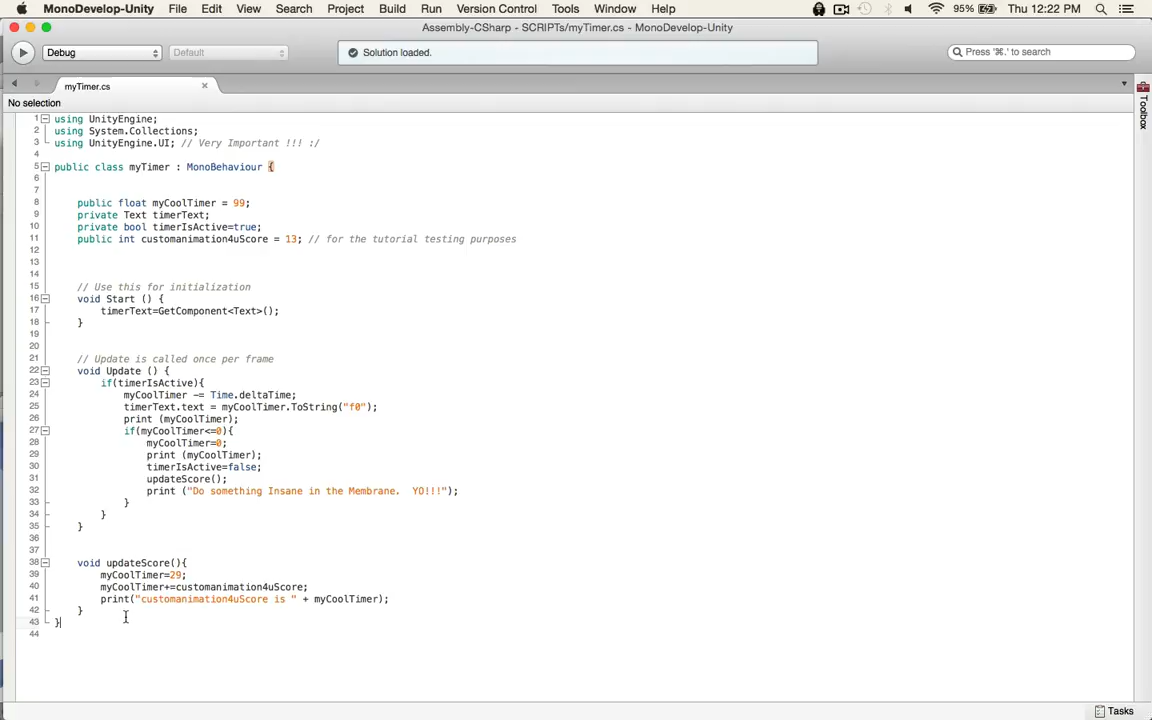 MonoDevelop-Unity File Edit View Search Project Build Run Version Control Tools Window Help 95% Thu 12:22 PM
Assembly-CSharp - SCRIPTs/myTimer.cs - MonoDevelop-Unity
Debug Default Solution loaded. Press '⌘.' to search
myTimer.cs
No selection
Toolbox
1 using UnityEngine;
2 using System.Collections;
3 using UnityEngine.UI; // Very Important !!! :/
4
5 public class myTimer : MonoBehaviour {
6
7
8 public float myCoolTimer = 99;
9 private Text timerText;
10 private bool timerIsActive=true;
11 public int customanimation4uScore = 13; // for the tutorial testing purposes
12
13
14
15 // Use this for initialization
16 void Start () {
17 timerText=GetComponent<Text>();
18 }
19
20
21 // Update is called once per frame
22 void Update () {
23 if(timerIsActive){
24 myCoolTimer -= Time.deltaTime;
25 timerText.text = myCoolTimer.ToString("f0");
26 print (myCoolTimer);
27 if(myCoolTimer<=0){
28 myCoolTimer=0;
29 print (myCoolTimer);
30 timerIsActive=false;
31 updateScore();
32 print ("Do something Insane in the Membrane.  YO!!!");
33 }
34 }
35 }
36
37
38 void updateScore(){
39 myCoolTimer=29;
40 myCoolTimer+=customanimation4uScore;
41 print("customanimation4uScore is " + myCoolTimer);
42 }
43 }
44
Tasks